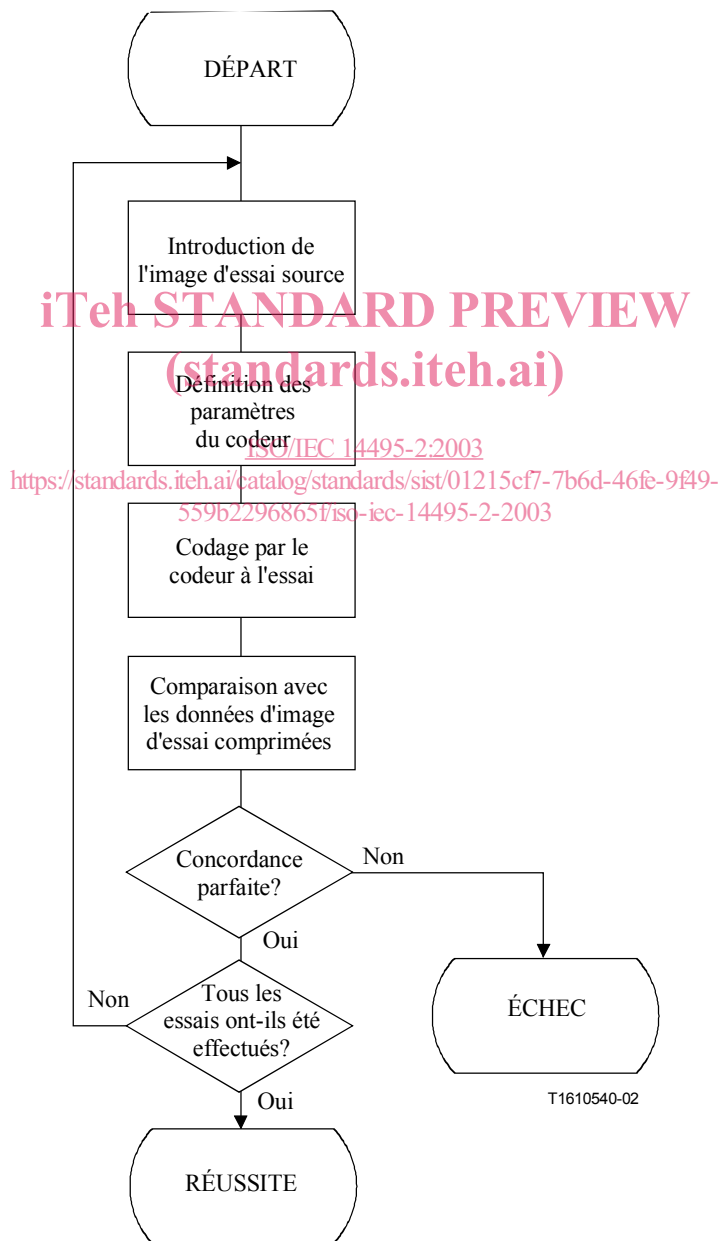 DÉPART
Introduction de
l'image d'essai source
iTeh STANDARD PREVIEW
(standards.iteh.ai)
Définition des
paramètres
du codeur
ISO/IEC 14495-2:2003
https://standards.iteh.ai/catalog/standards/sist/01215cf7-7b6d-46fe-9f49-
559b2296865f/iso-iec-14495-2-2003
Codage par le
codeur à l'essai
Comparaison avec
les données d'image
d'essai comprimées
Concordance
parfaite?
Non
Oui
Non
Tous les
essais ont-ils été
effectués?
ÉCHEC
Oui
T1610540-02
RÉUSSITE